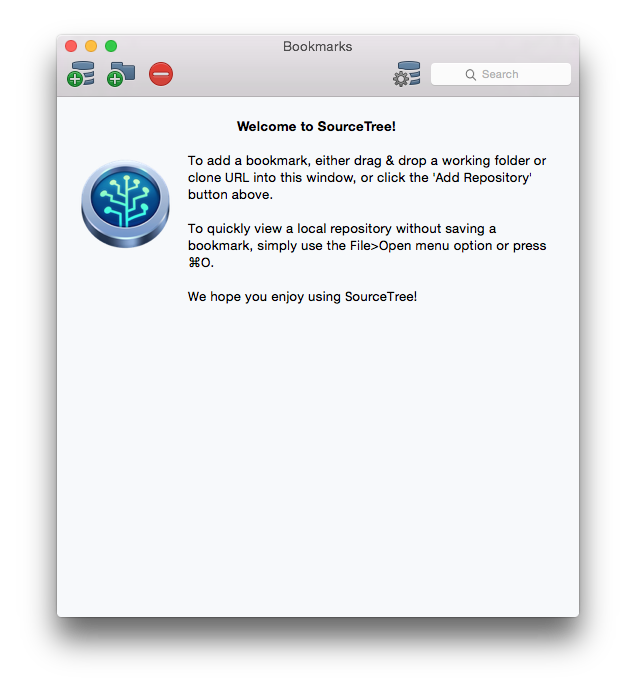 Bookmarks
Search
Welcome to SourceTree!
To add a bookmark, either drag & drop a working folder or
clone URL into this window, or click the 'Add Repository'
button above.
To quickly view a local repository without saving a
bookmark, simply use the File>Open menu option or press
⌘O.
We hope you enjoy using SourceTree!